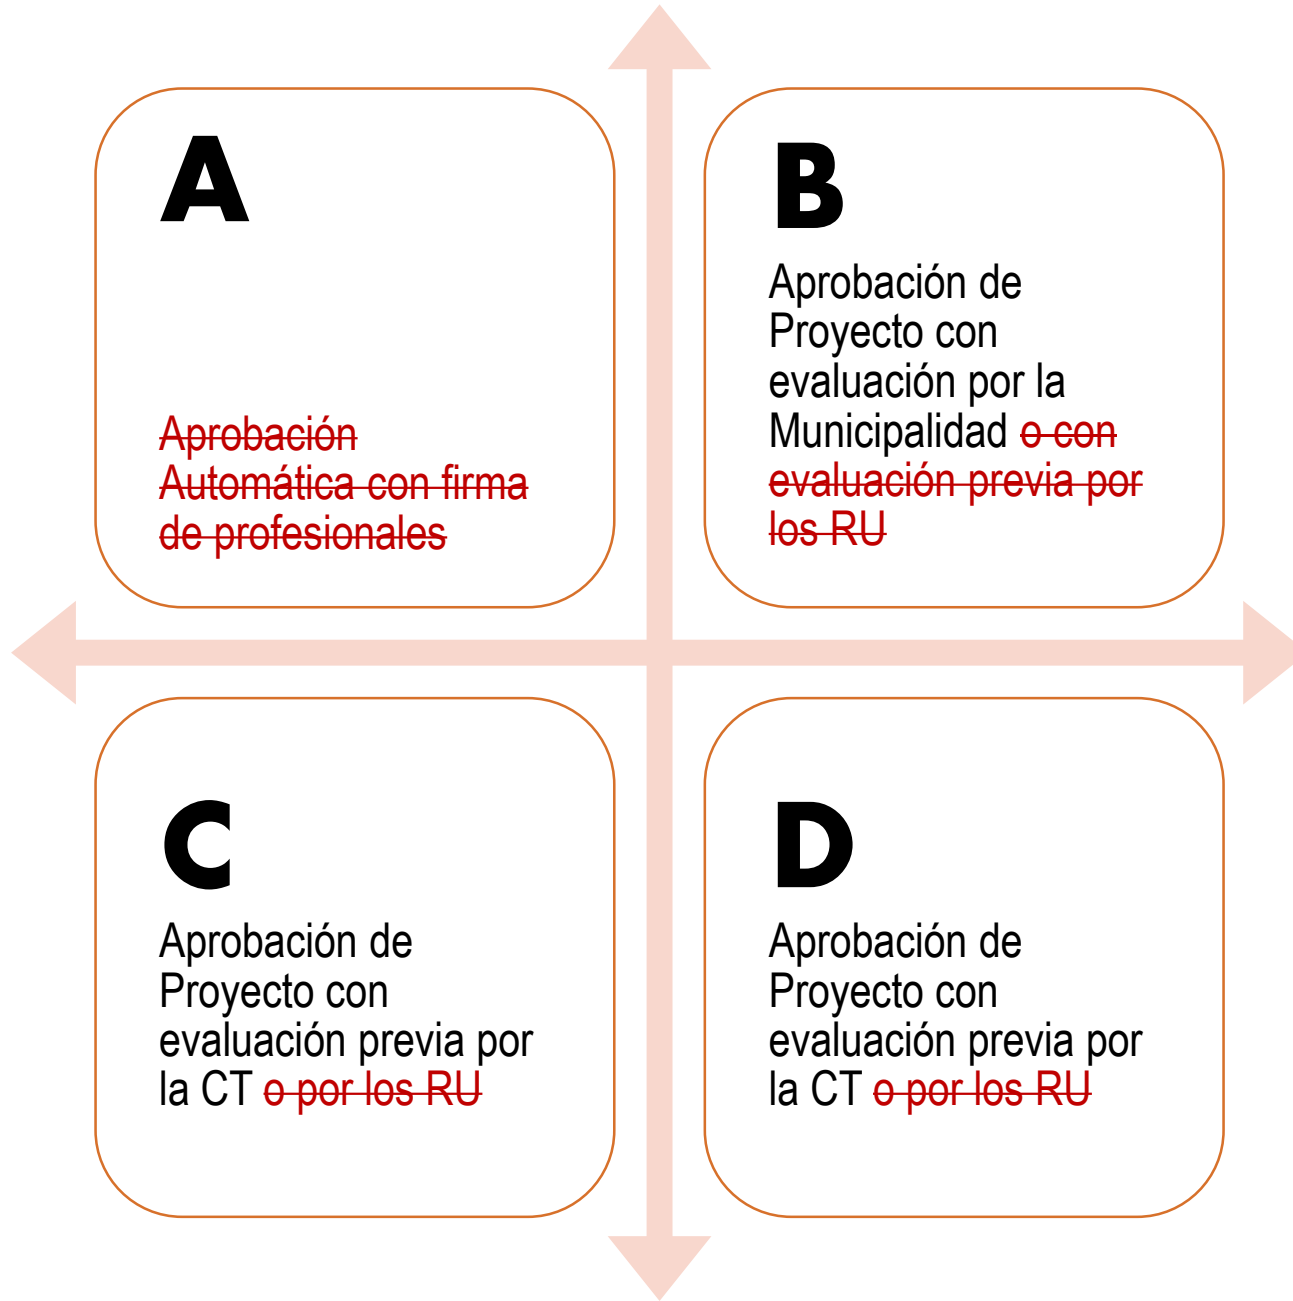 A
Aprobación
Automática con firma
de profesionales
B
Aprobación de
Proyecto con
evaluación por la
Municipalidad o con
evaluación previa por
los RU
C
Aprobación de
Proyecto con
evaluación previa por
la CT o por los RU
D
Aprobación de
Proyecto con
evaluación previa por
la CT o por los RU